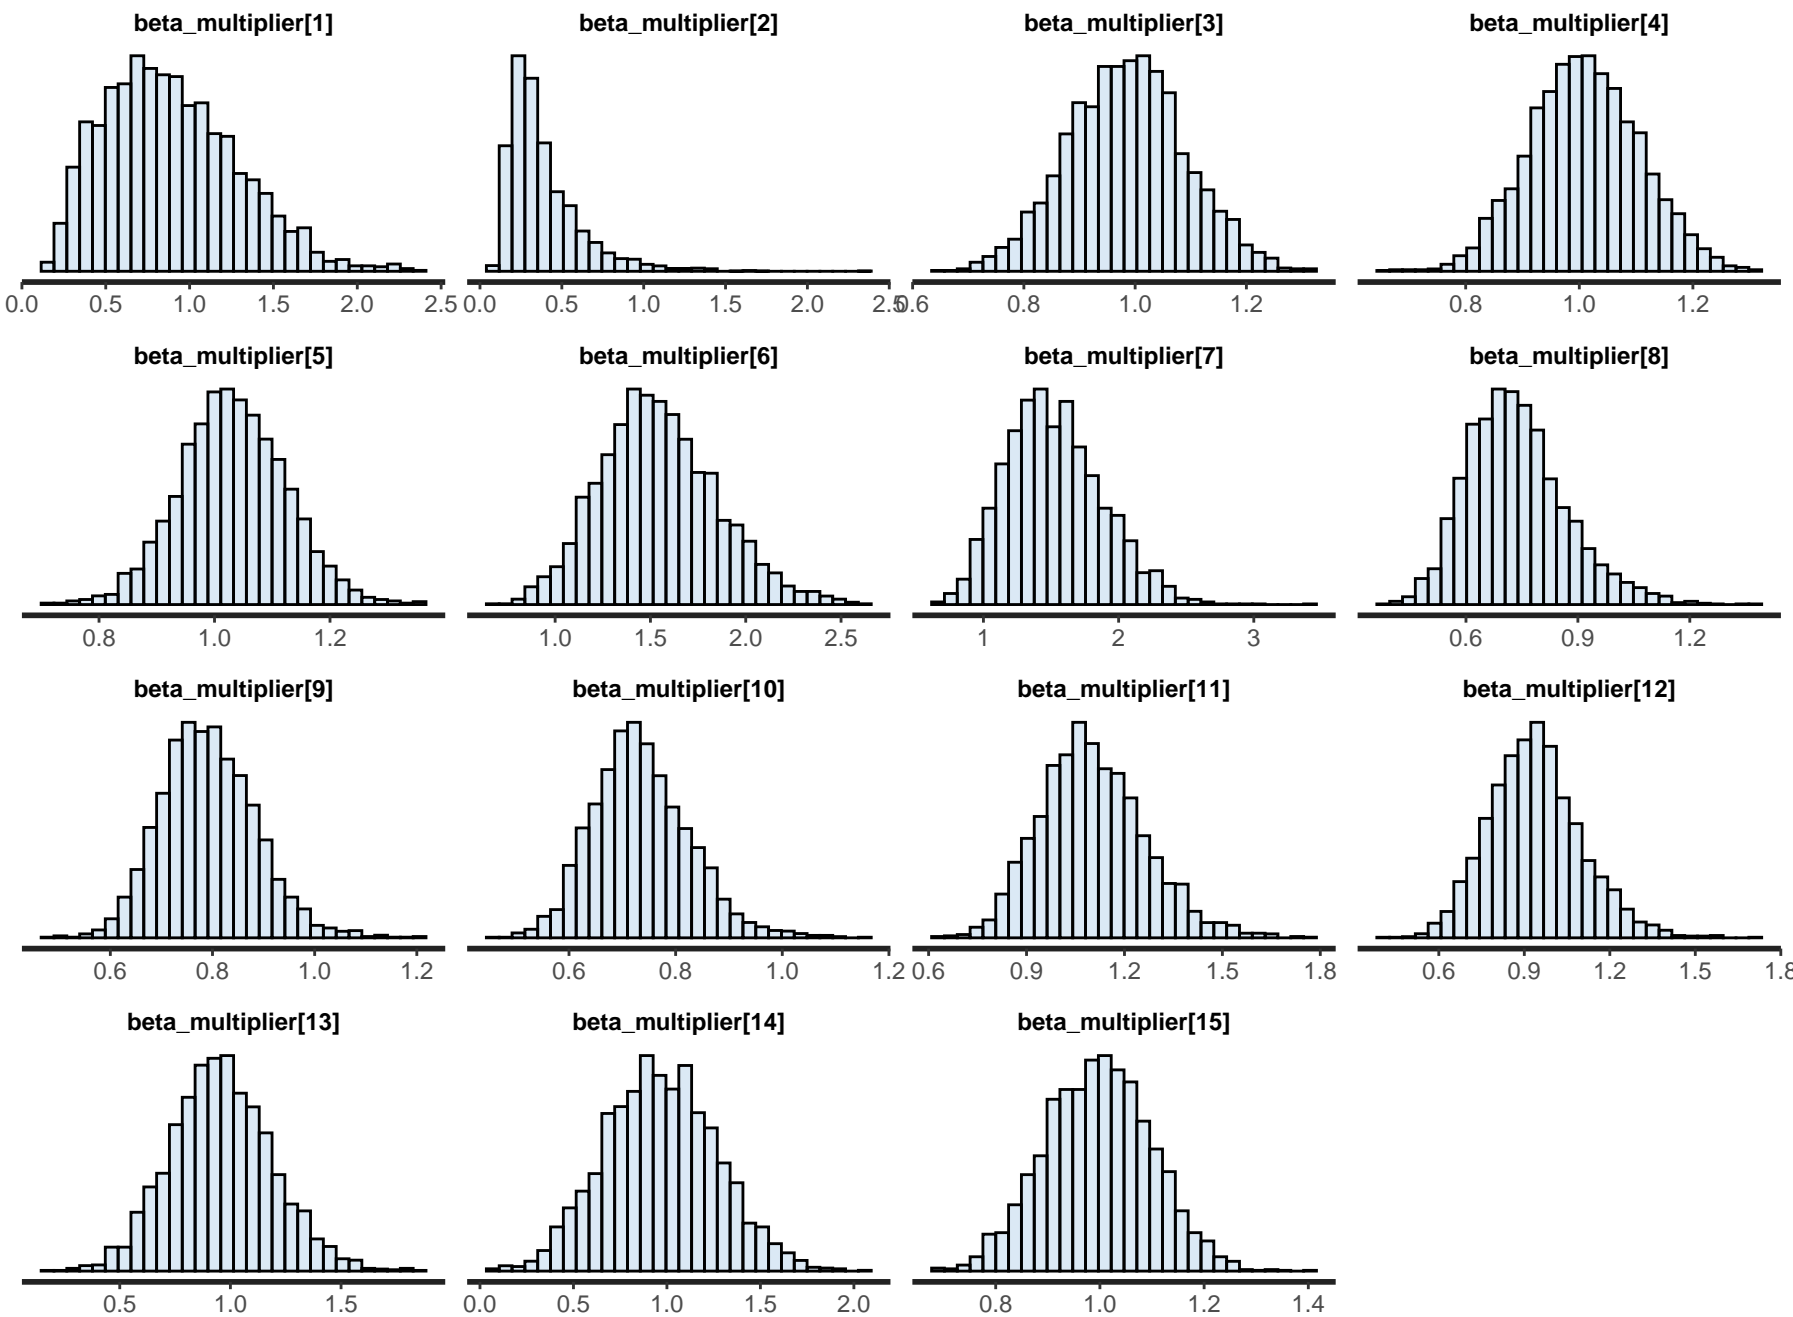 beta_multiplier[1] beta_multiplier[2] beta_multiplier[3] beta_multiplier[4]
0.0 0.5 1.0 1.5 2.0 2.5 0.0 0.5 1.0 1.5 2.0 2.5 0.6 0.8 1.0 1.2 0.8 1.0 1.2
beta_multiplier[5] beta_multiplier[6] beta_multiplier[7] beta_multiplier[8]
0.8 1.0 1.2 1.0 1.5 2.0 2.5 1 2 3 0.6 0.9 1.2
beta_multiplier[9] beta_multiplier[10] beta_multiplier[11] beta_multiplier[12]
0.6 0.8 1.0 1.2 0.6 0.8 1.0 1.2 0.6 0.9 1.2 1.5 1.8 0.6 0.9 1.2 1.5 1.8
beta_multiplier[13] beta_multiplier[14] beta_multiplier[15]
0.5 1.0 1.5 0.0 0.5 1.0 1.5 2.0 0.8 1.0 1.2 1.4